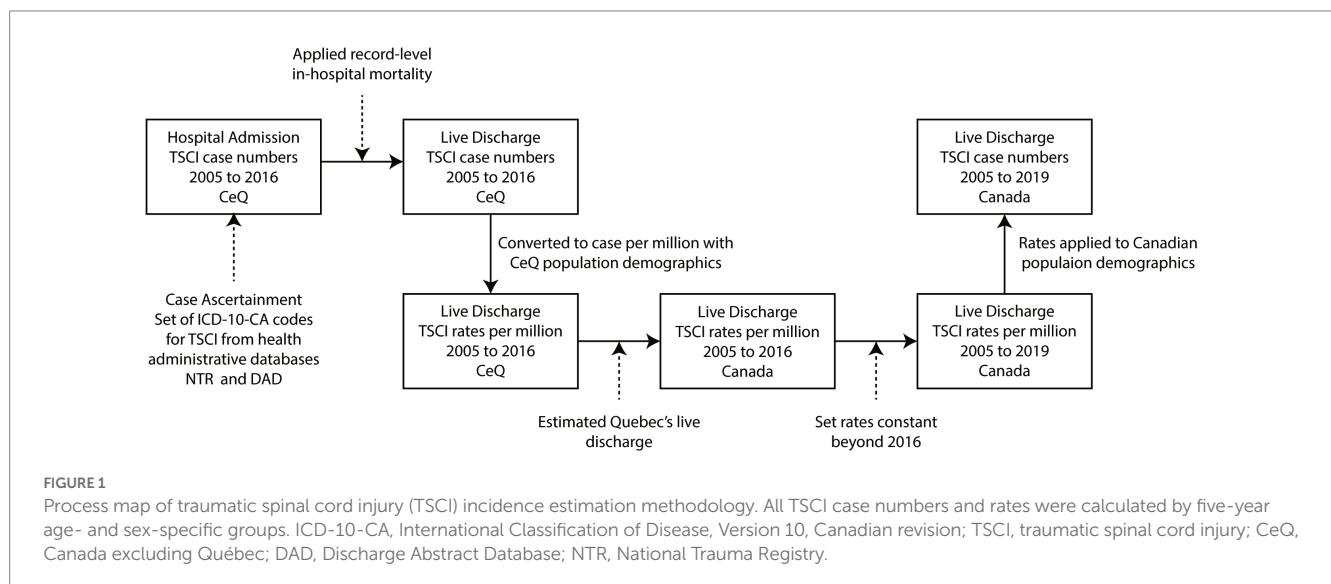 Applied record-level
in-hospital mortality
Hospital Admission
TSCI case numbers
2005 to 2016
CeQ
Live Discharge
TSCI case numbers
2005 to 2016
CeQ
Live Discharge
TSCI case numbers
2005 to 2019
Canada
Converted to case per million with
CeQ population demographics
Rates applied to Canadian
populaion demographics
Case Ascertainment
Set of ICD-10-CA codes
for TSCI from health
administrative databases
NTR and DAD
Live Discharge
TSCI rates per million
2005 to 2016
CeQ
Live Discharge
TSCI rates per million
2005 to 2016
Canada
Live Discharge
TSCI rates per million
2005 to 2019
Canada
Estimated Quebec's live
discharge
Set rates constant
beyond 2016
FIGURE 1
Process map of traumatic spinal cord injury (TSCI) incidence estimation methodology. All TSCI case numbers and rates were calculated by five-year
age- and sex-specific groups. ICD-10-CA, International Classification of Disease, Version 10, Canadian revision; TSCI, traumatic spinal cord injury; CeQ,
Canada excluding Québec; DAD, Discharge Abstract Database; NTR, National Trauma Registry.